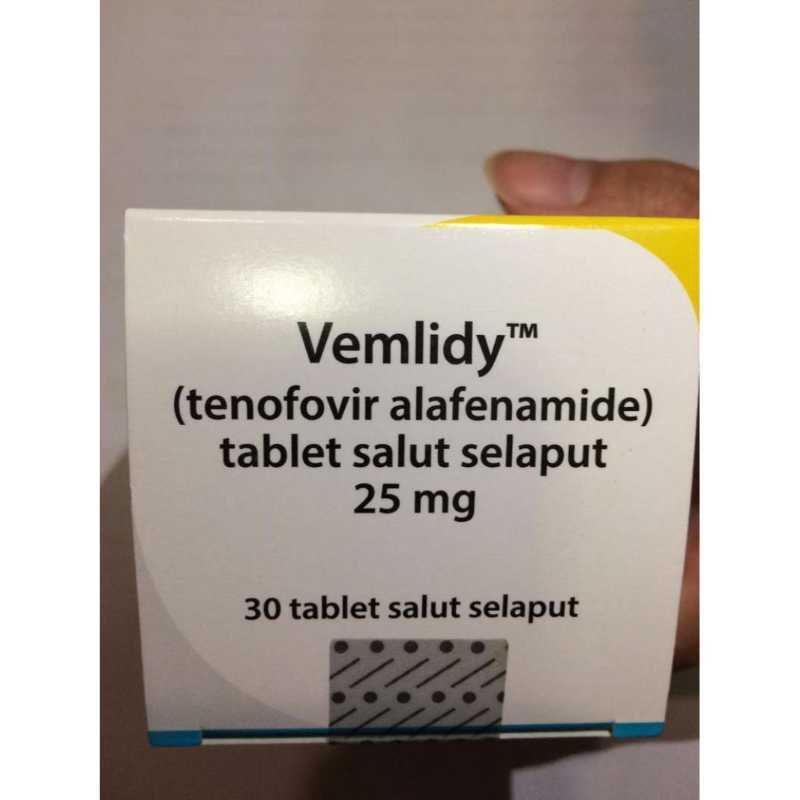 Vemlidy™
(tenofovir alafenamide)
tablet salut selaput
25 mg
30 tablet salut selaput